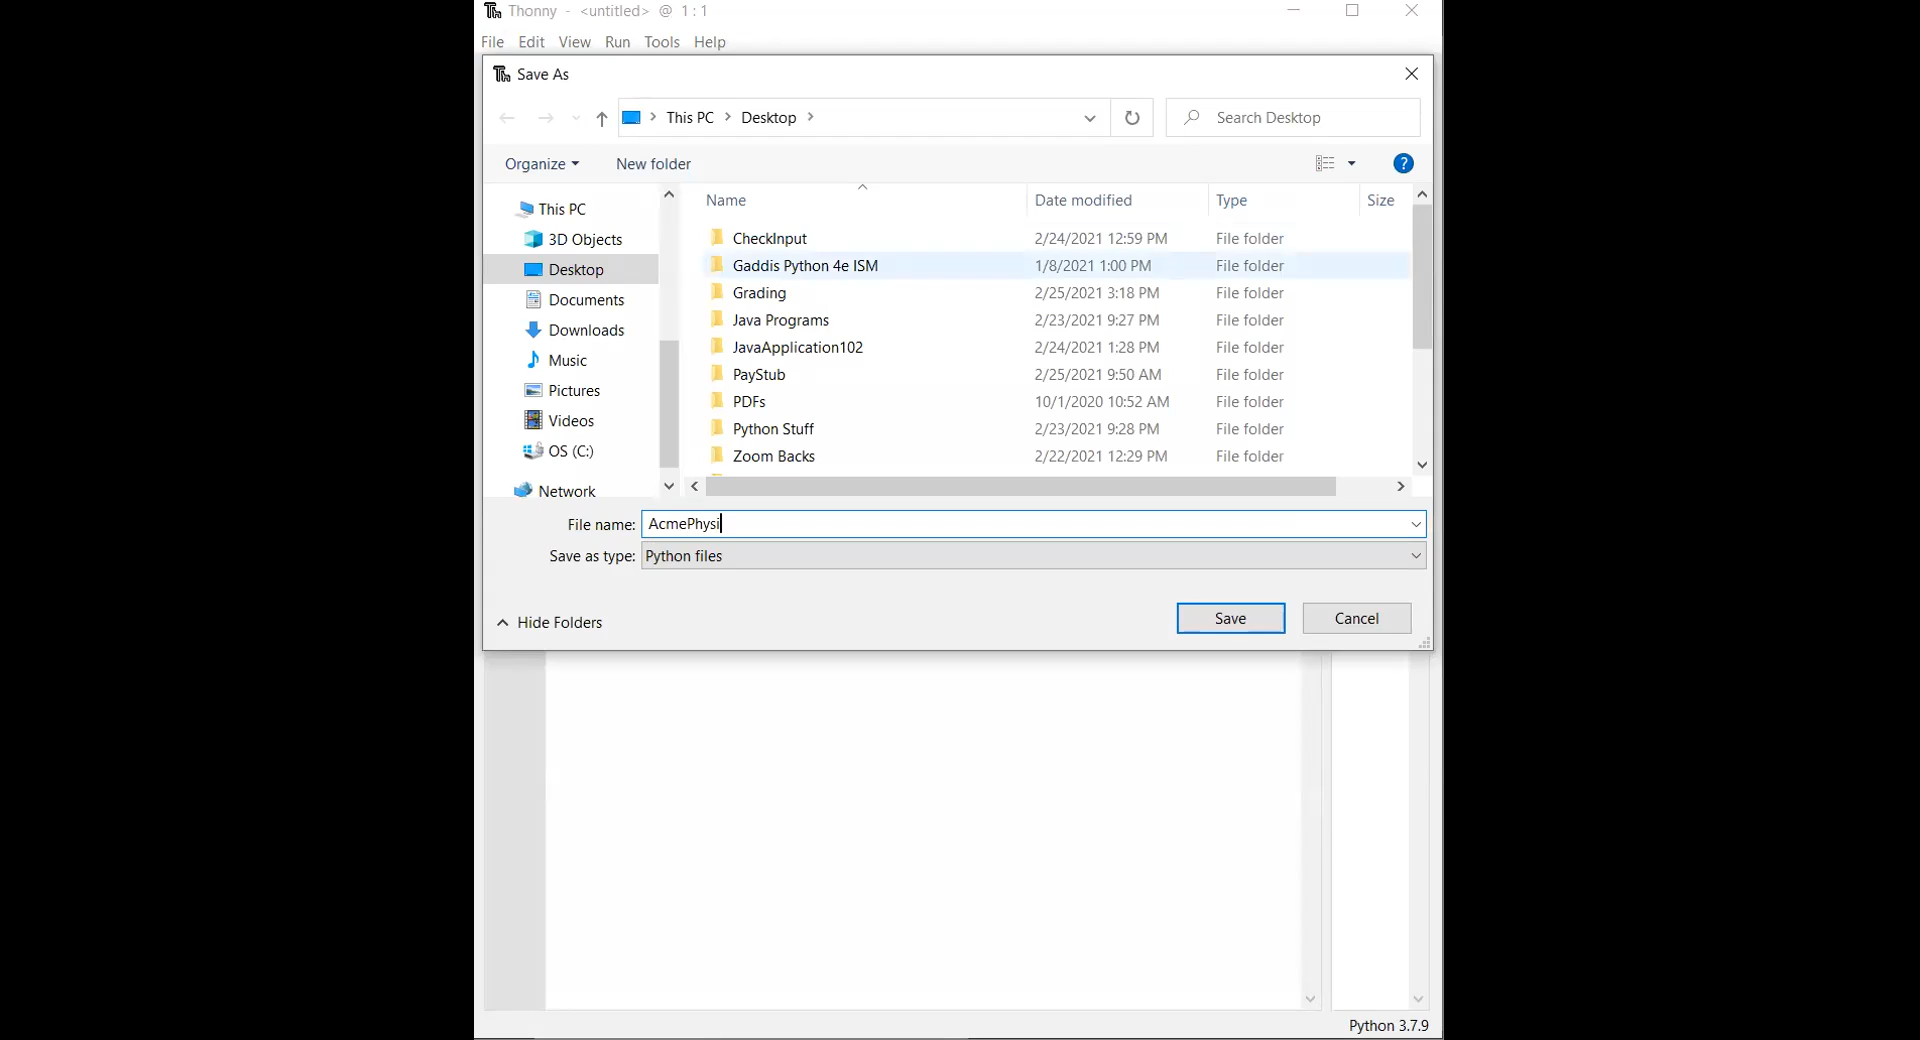 Thonny - <untitled> @ 1 : 1
File Edit View Run Tools Help
Save As
This PC > Desktop >
Search Desktop
Organize New folder
?
Name Date modified Type Size
This PC
3D Objects
Desktop
Documents
Downloads
Music
Pictures
Videos
OS (C:)
Network
CheckInput 2/24/2021 12:59 PM File folder
Gaddis Python 4e ISM 1/8/2021 1:00 PM File folder
Grading 2/25/2021 3:18 PM File folder
Java Programs 2/23/2021 9:27 PM File folder
JavaApplication102 2/24/2021 1:28 PM File folder
PayStub 2/25/2021 9:50 AM File folder
PDFs 10/1/2020 10:52 AM File folder
Python Stuff 2/23/2021 9:28 PM File folder
Zoom Backs 2/22/2021 12:29 PM File folder
File name: AcmePhysi
Save as type: Python files
Hide Folders
Save Cancel
Python 3.7.9